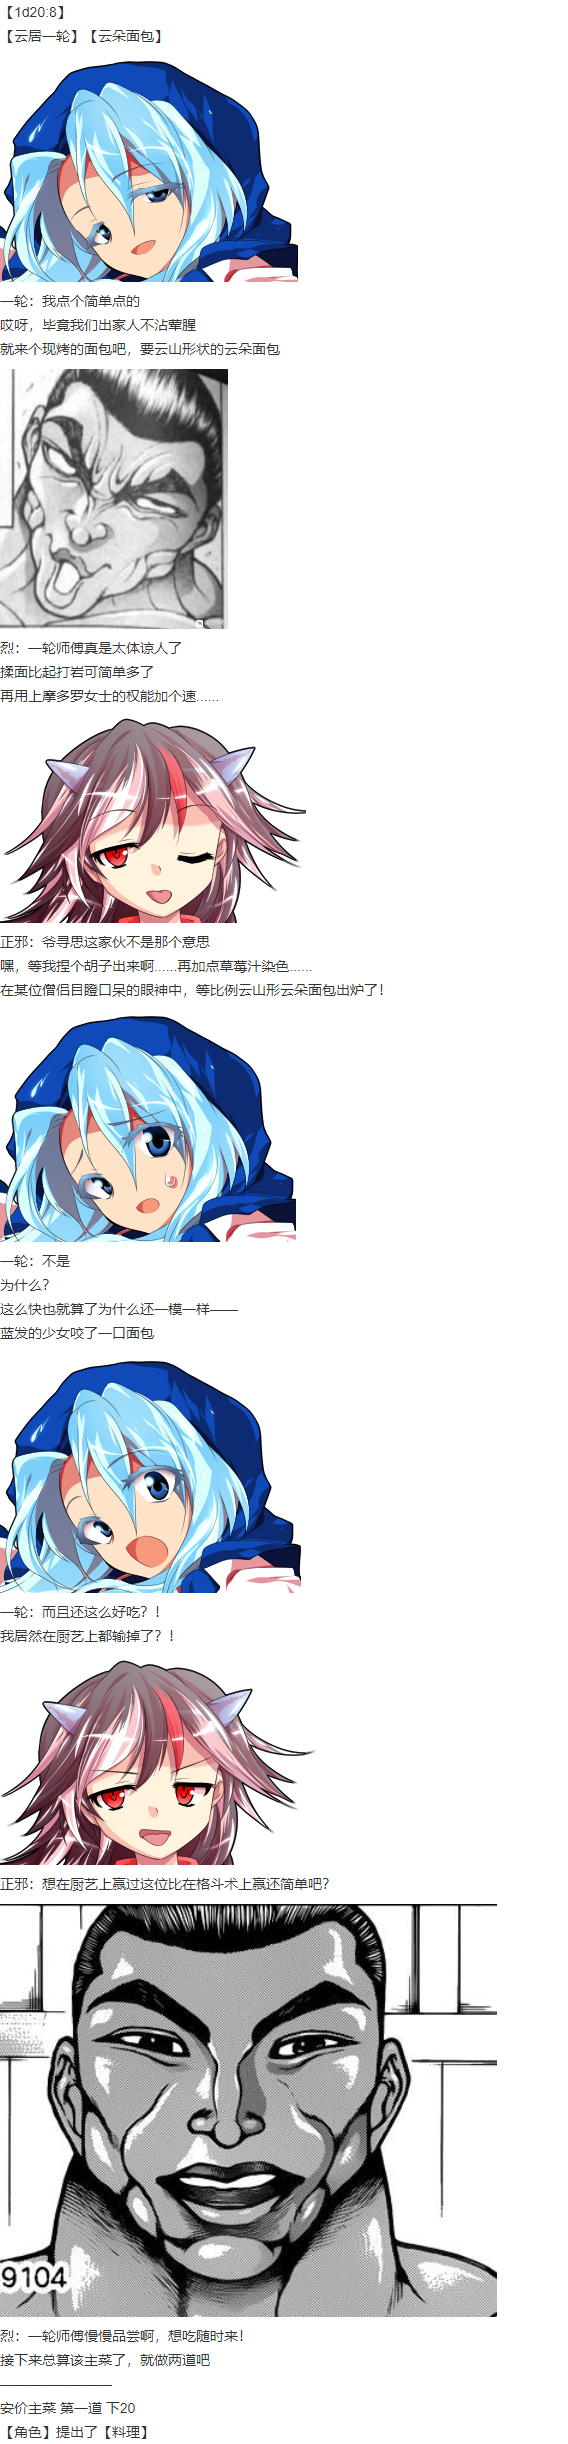 【1d20:8】
【云居一轮】【云朵面包】
一轮：我点个简单点的
哎呀，毕竟我们出家人不沾荤腥
就来个现烤的面包吧，要云山形状的云朵面包
烈：一轮师傅真是太体谅人了
揉面比起打岩可简单多了
再用上摩多罗女士的权能加个速......
正邪：爷寻思这家伙不是那个意思
嘿，等我捏个胡子出来啊......再加点草莓汁染色......
在某位僧侣目瞪口呆的眼神中，等比例云山形云朵面包出炉了！
一轮：不是
为什么？
这么快也就算了为什么还一模一样——
蓝发的少女咬了一口面包
一轮：而且还这么好吃？！
我居然在厨艺上都输掉了？！
正邪：想在厨艺上赢过这位比在格斗术上赢还简单吧？
9104
烈：一轮师傅慢慢品尝啊，想吃随时来！
接下来总算该主菜了，就做两道吧
————————
安价主菜 第一道 下20
【角色】提出了【料理】